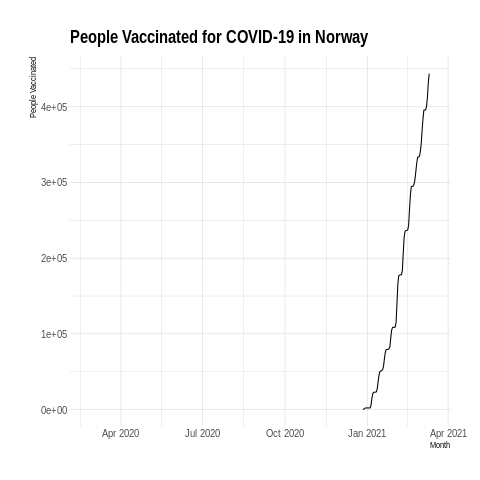 People Vaccinated for COVID-19 in Norway
People Vaccinated
4e+05
3e+05
2e+05
1e+05
0e+00
Apr 2020 Jul 2020 Oct 2020 Jan 2021 Apr 2021
Month